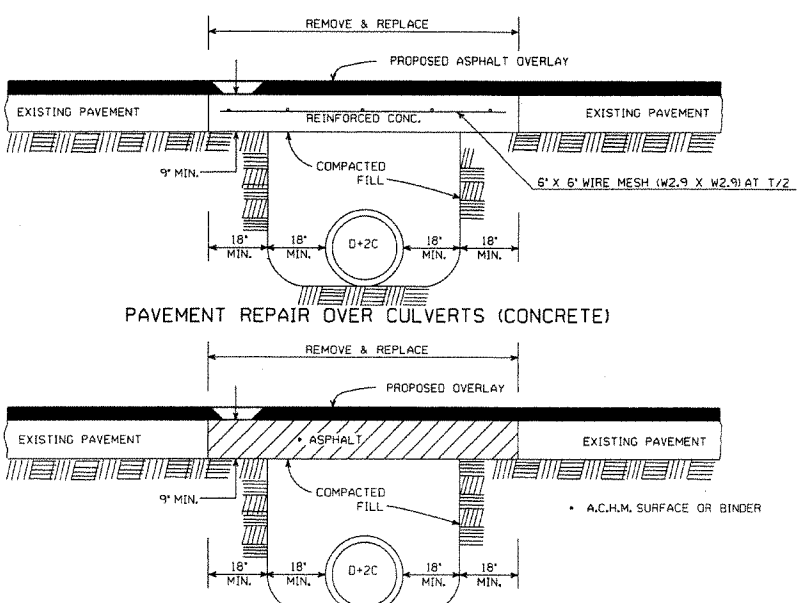 REMOVE & REPLACE
PROPOSED ASPHALT OVERLAY
EXISTING PAVEMENT
REINFORCED CONC.
EXISTING PAVEMENT
9" MIN.
COMPACTED
FILL
6" X 6" WIRE MESH (W2.9 X W2.9) AT T/2
18" MIN.
18" MIN.
D+2C
18" MIN.
18" MIN.
PAVEMENT REPAIR OVER CULVERTS (CONCRETE)
REMOVE & REPLACE
PROPOSED OVERLAY
EXISTING PAVEMENT
* ASPHALT
EXISTING PAVEMENT
9" MIN.
COMPACTED
FILL
* A.C.H.M. SURFACE OR BINDER
18" MIN.
18" MIN.
D+2C
18" MIN.
18" MIN.